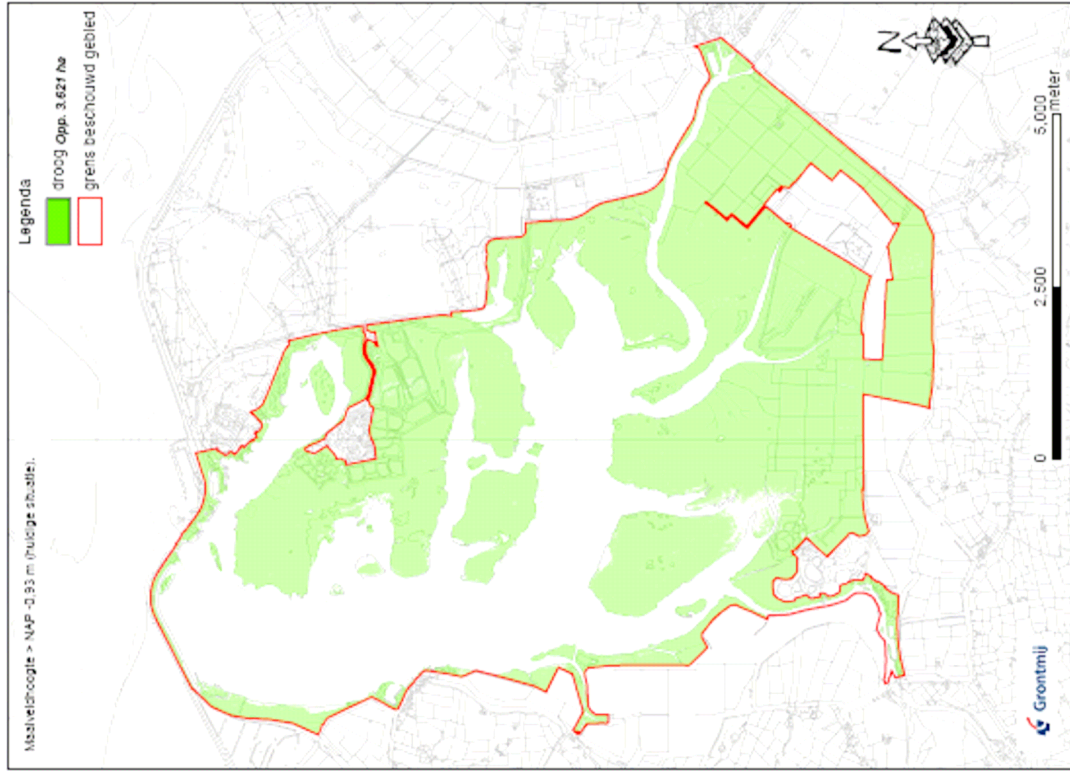 Maaiveldhoogte > NAP -0,93 m (huidige situatie).
Legenda
droog Opp. 3.621 ha
grens beschouwd gebied
N
0
2.500
5.000
meter
Grontmij